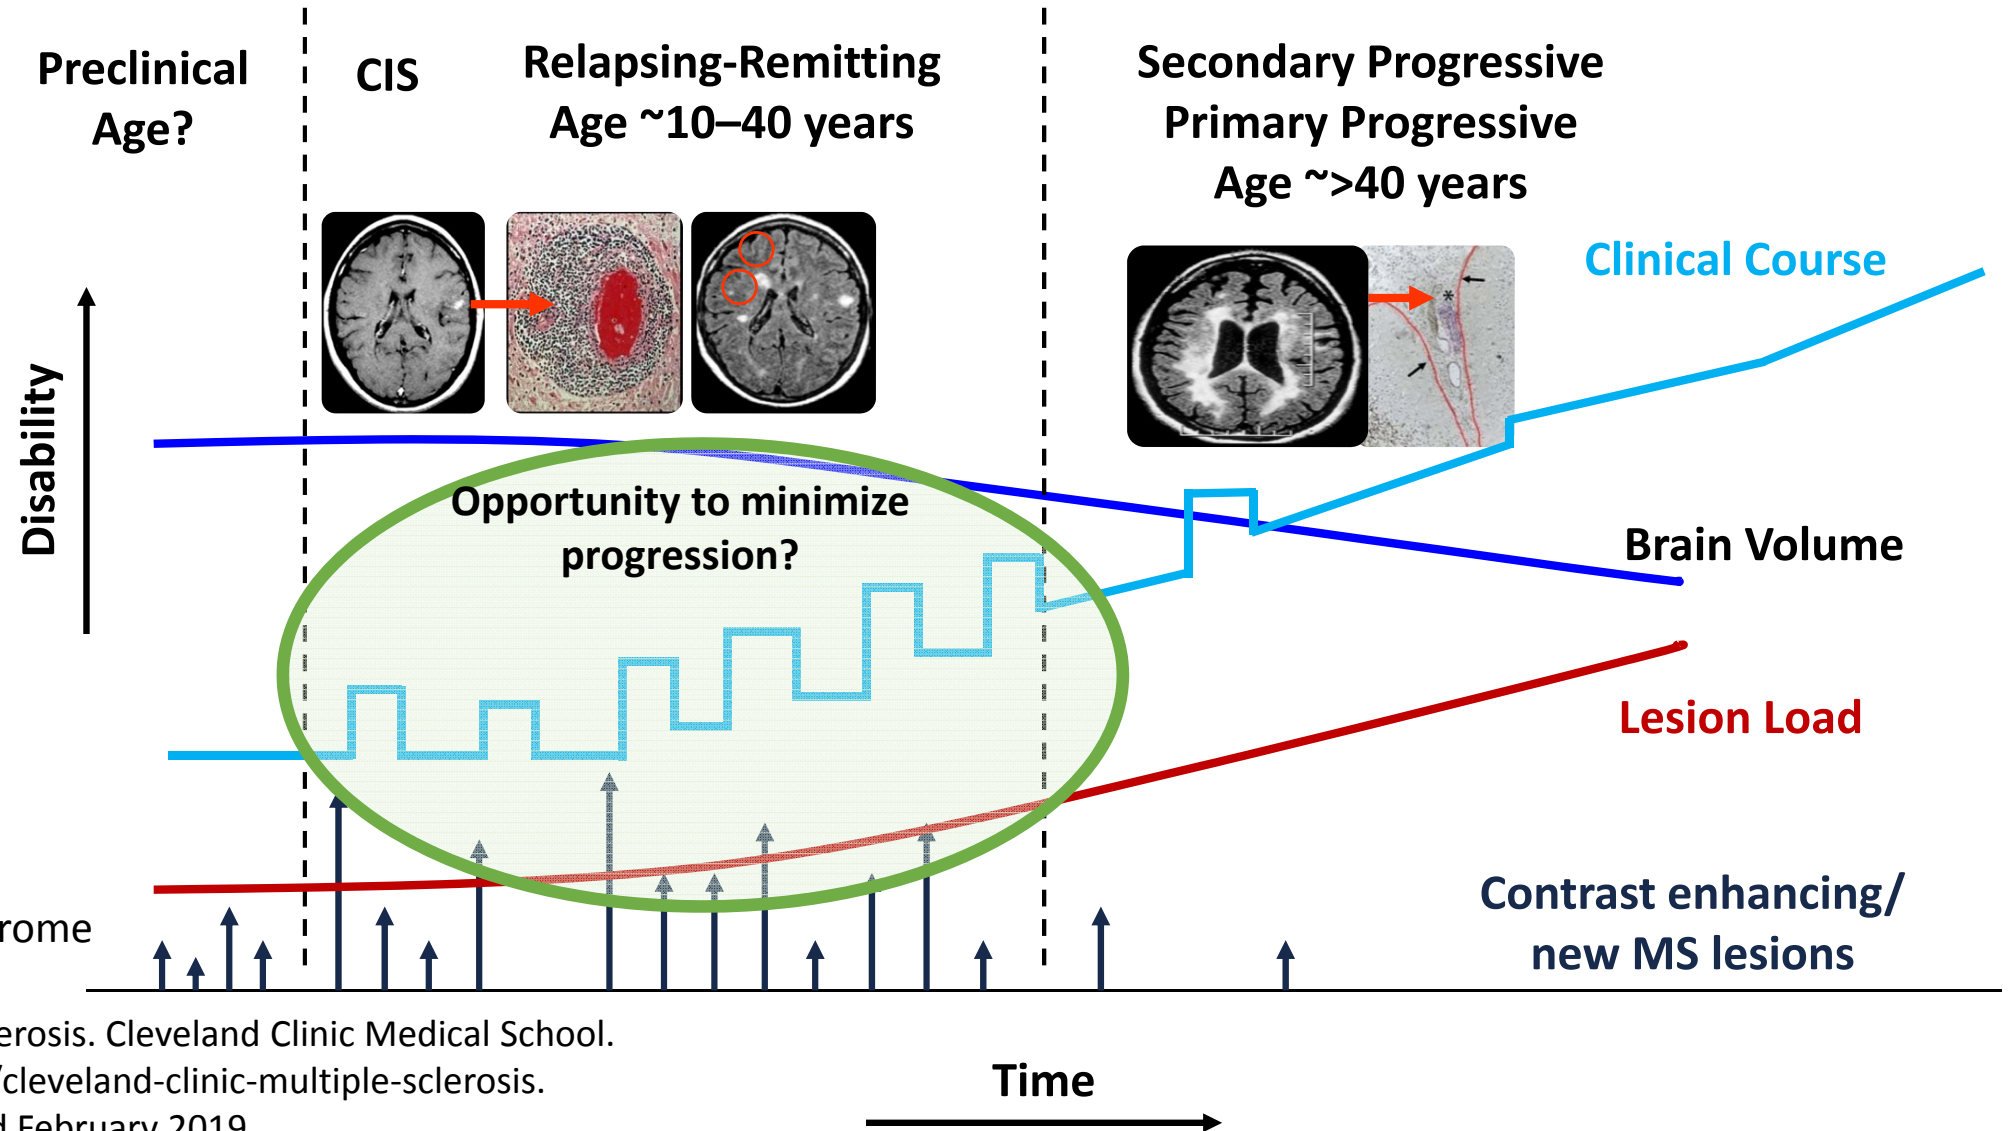 Preclinical
Age?
CIS
Relapsing-Remitting
Age ~10–40 years
Secondary Progressive
Primary Progressive
Age ~>40 years
Clinical Course
Disability
Opportunity to minimize
progression?
*
Brain Volume
Lesion Load
Contrast enhancing/
new MS lesions
rome
erosis. Cleveland Clinic Medical School.
/cleveland-clinic-multiple-sclerosis.
d February 2019
Time